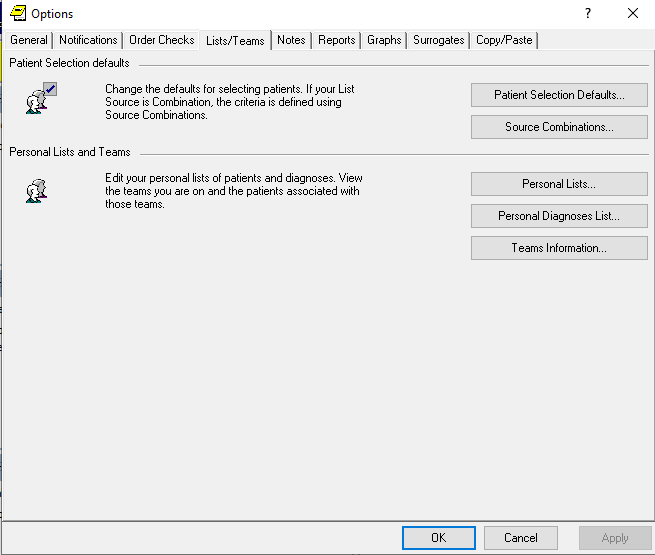 Options
?
General Notifications Order Checks Lists/Teams Notes Reports Graphs Surrogates Copy/Paste
Patient Selection defaults
Change the defaults for selecting patients. If your List
Source is Combination, the criteria is defined using
Source Combinations.
Patient Selection Defaults...
Source Combinations...
Personal Lists and Teams
Edit your personal lists of patients and diagnoses. View
the teams you are on and the patients associated with
those teams.
Personal Lists...
Personal Diagnoses List...
Teams Information...
OK Cancel Apply